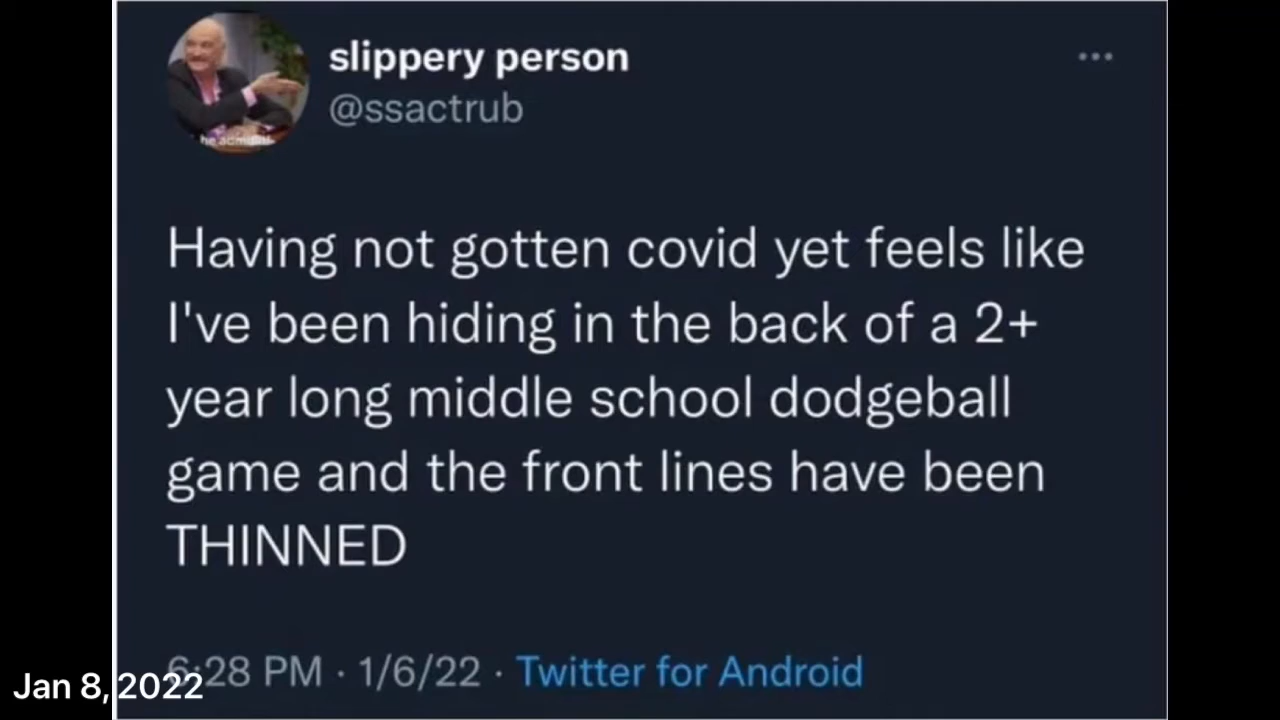 slippery person
@ssactrub
Having not gotten covid yet feels like
I've been hiding in the back of a 2+
year long middle school dodgeball
game and the front lines have been
THINNED
6:28 PM · 1/6/22 · Twitter for Android
Jan 8, 2022